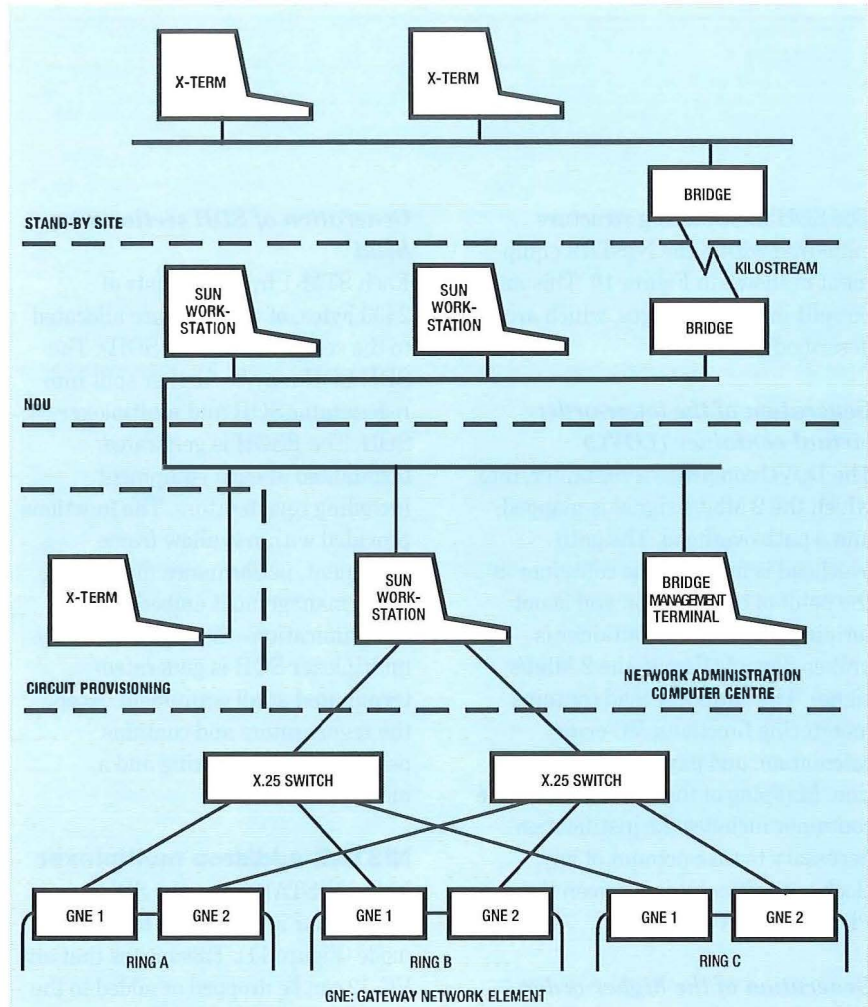 X-TERM
X-TERM
BRIDGE
STAND-BY SITE
KILOSTREAM
SUN
WORK-
STATION
SUN
WORK-
STATION
BRIDGE
NOU
X-TERM
SUN
WORK-
STATION
BRIDGE
MANAGEMENT
TERMINAL
CIRCUIT PROVISIONING
NETWORK ADMINISTRATION
COMPUTER CENTRE
X.25 SWITCH
X.25 SWITCH
GNE 1
GNE 2
GNE 1
GNE 2
GNE 1
GNE 2
RING A
RING B
RING C
GNE: GATEWAY NETWORK ELEMENT